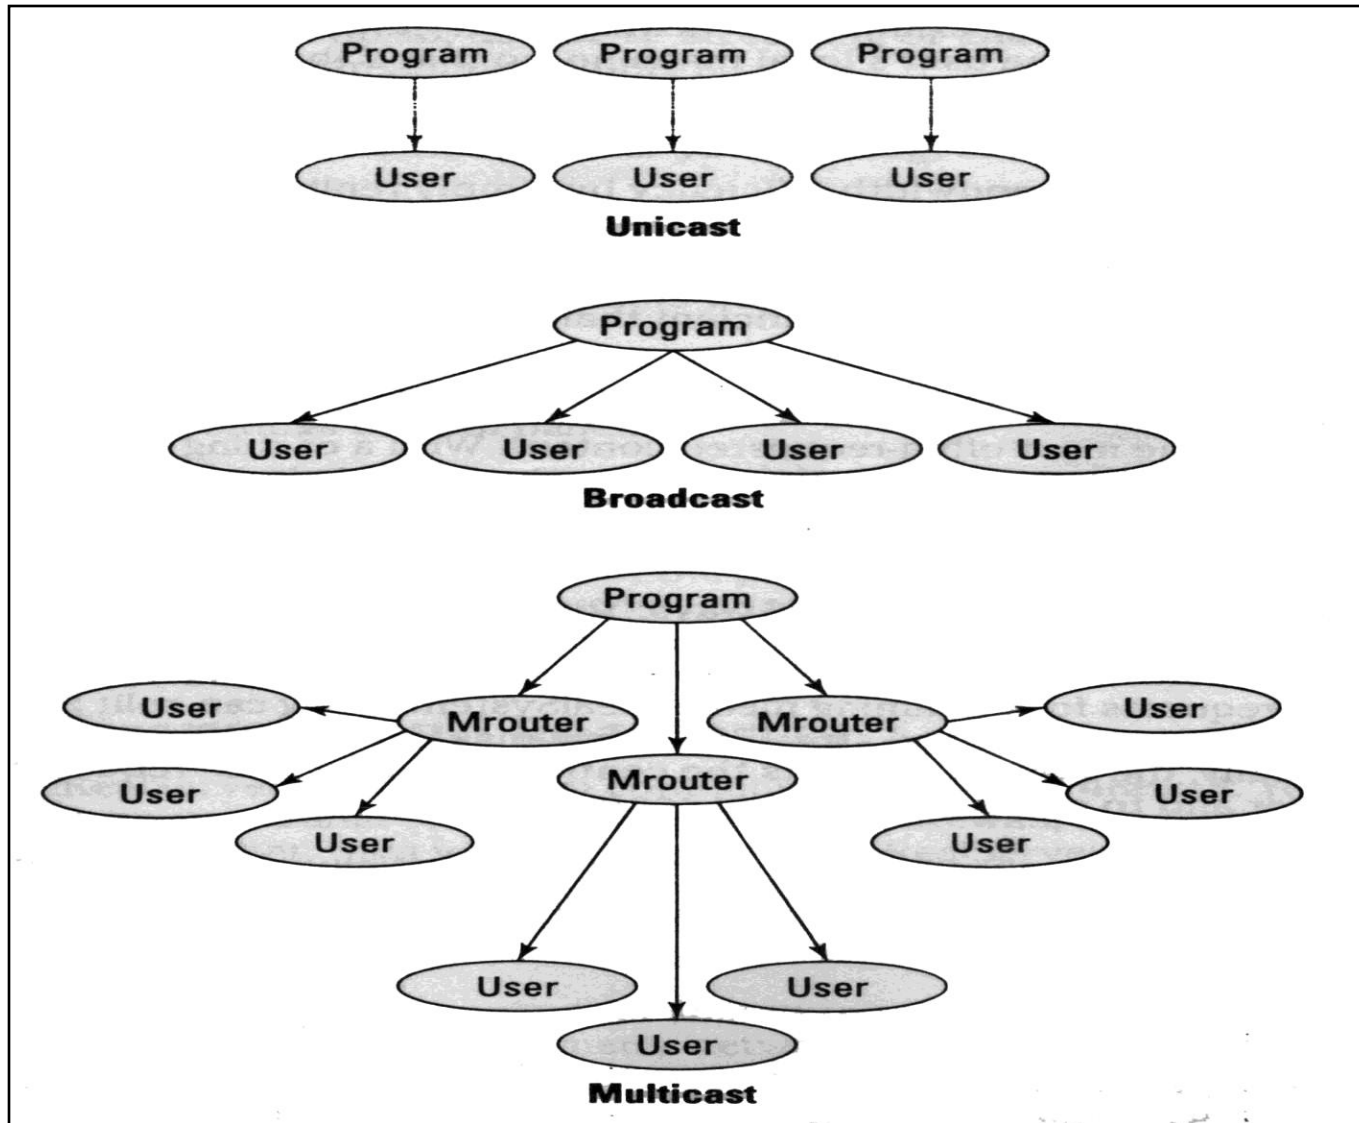 Program Program Program
User User User
Unicast
Program
User User User User
Broadcast
Program
User Mrouter Mrouter User
User Mrouter User
User User
User User
User
Multicast